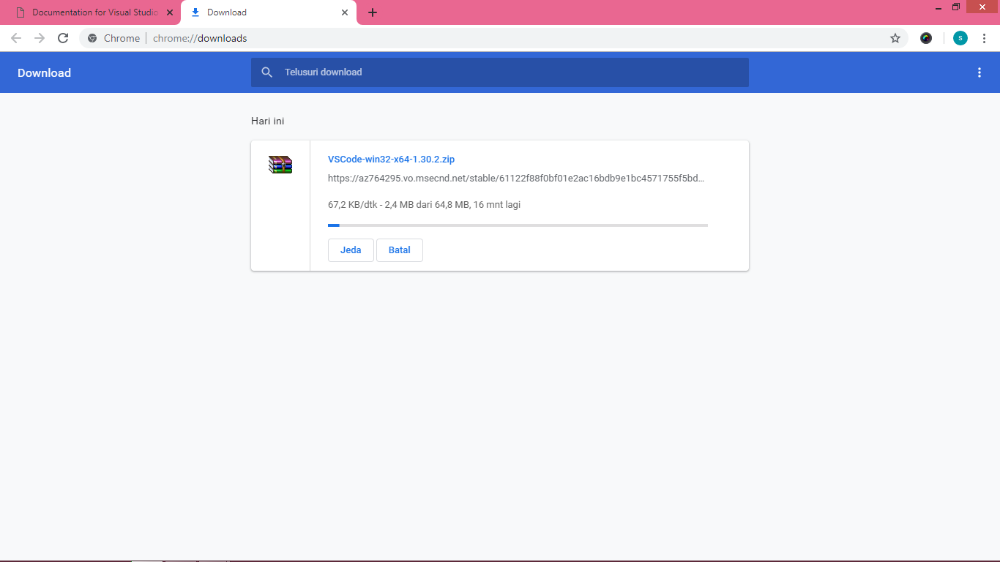 Documentation for Visual Studio
Download
Chrome
chrome://downloads
s
Download
Telusuri download
Hari ini
VSCode-win32-x64-1.30.2.zip
https://az764295.vo.msecnd.net/stable/61122f88f0bf01e2ac16bdb9e1bc4571755f5bd…
67,2 KB/dtk - 2,4 MB dari 64,8 MB, 16 mnt lagi
Jeda
Batal